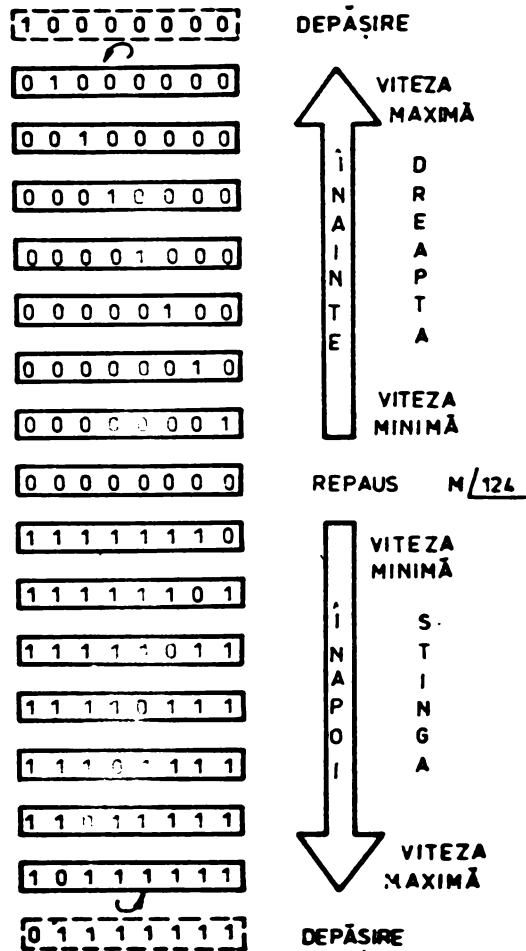 1 0 0 0 0 0 0 0 DEPĂȘIRE
0 1 0 0 0 0 0 0 VITEZA
MAXIMĂ
0 0 1 0 0 0 0 0
0 0 0 1 0 0 0 0
0 0 0 0 1 0 0 0
0 0 0 0 0 1 0 0
0 0 0 0 0 0 1 0
0 0 0 0 0 0 0 1
ÎNAINTE
DREAPTA
VITEZA
MINIMĂ
0 0 0 0 0 0 0 0 REPAUS M/124
1 1 1 1 1 1 1 0 VITEZA
MINIMĂ
1 1 1 1 1 1 0 1
1 1 1 1 1 0 1 1
1 1 1 1 0 1 1 1
1 1 1 0 1 1 1 1
1 1 0 1 1 1 1 1
ÎNAPOI
STINGA
1 0 1 1 1 1 1 1 VITEZA
MAXIMĂ
0 1 1 1 1 1 1 1 DEPĂȘIRE